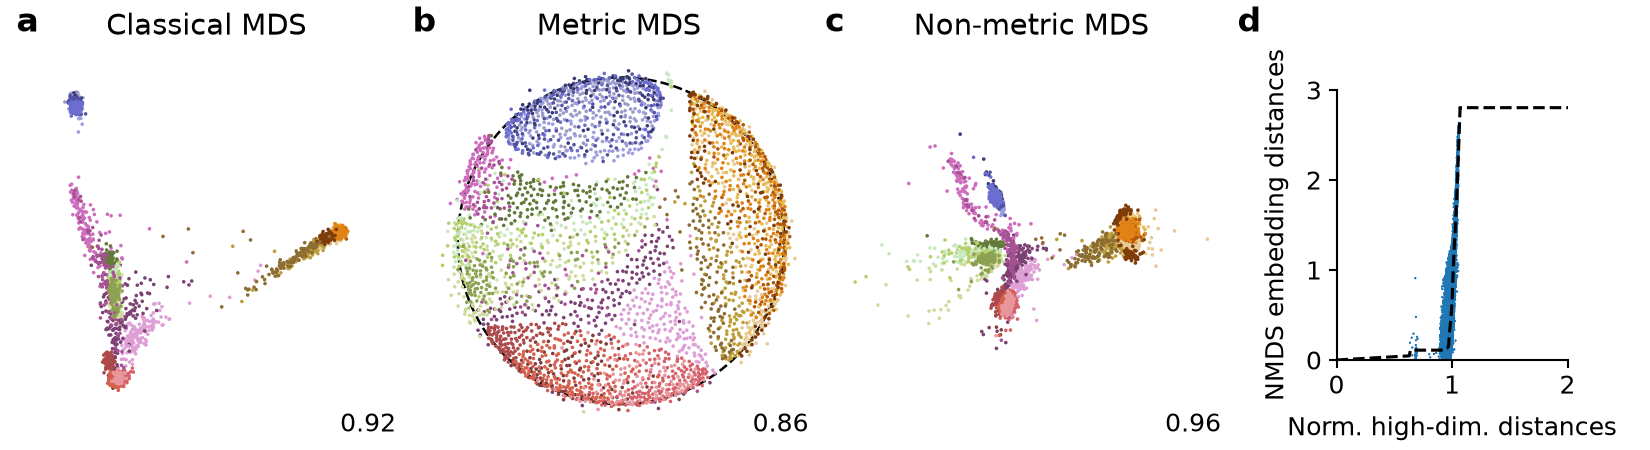 a Classical MDS
0.92
b Metric MDS
0.86
c Non-metric MDS
0.96
d
NMDS embedding distances
3
2
1
0
0 1 2
Norm. high-dim. distances